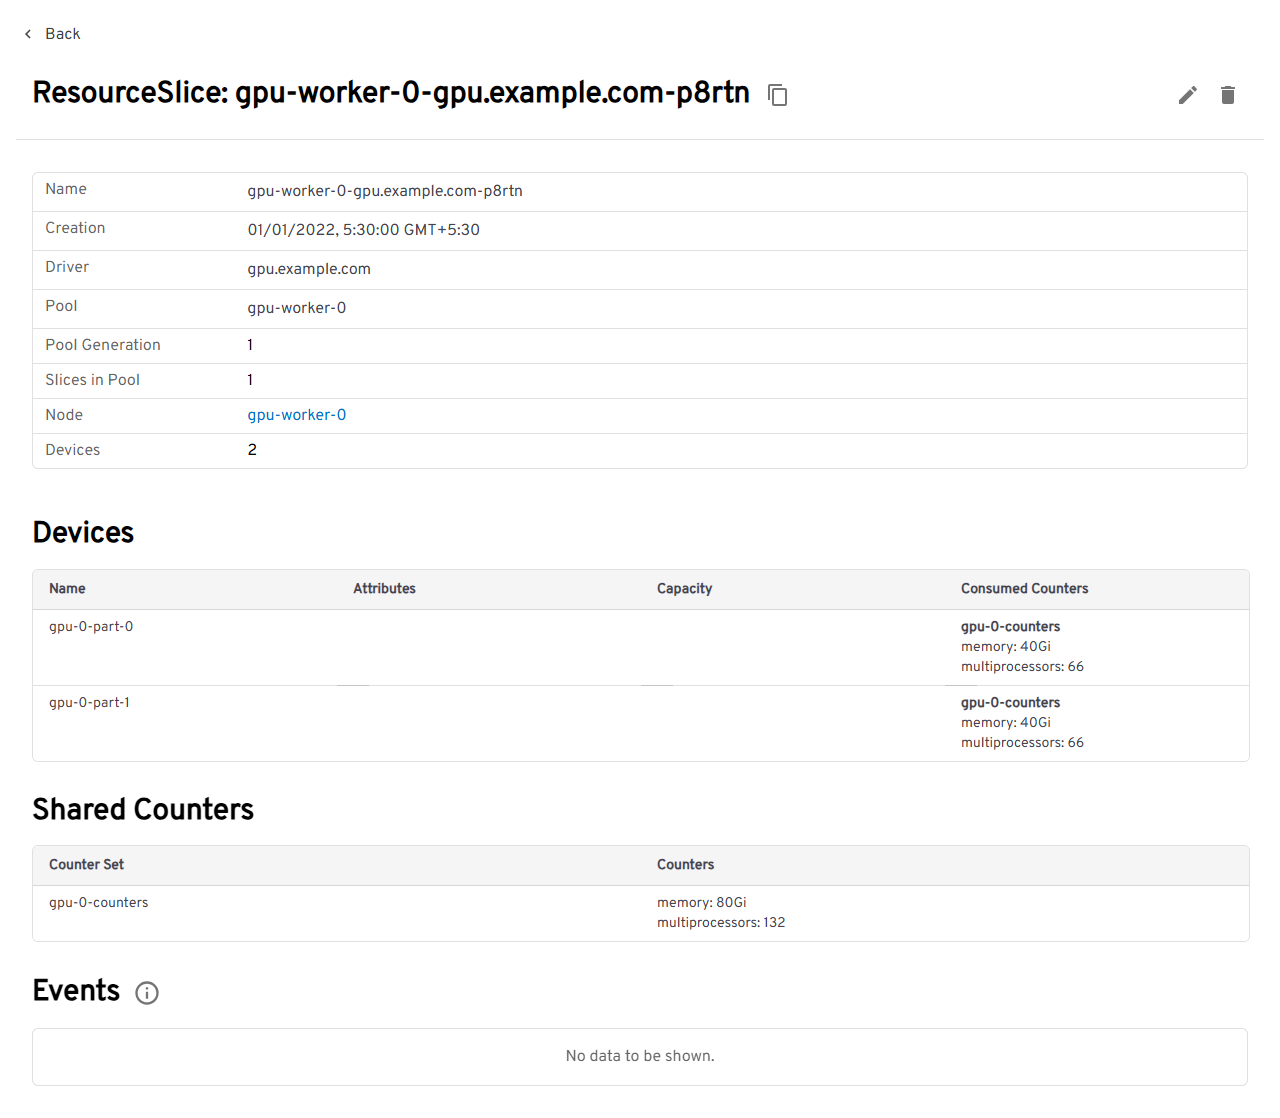 Back
ResourceSlice: gpu-worker-0-gpu.example.com-p8rtn
Name gpu-worker-0-gpu.example.com-p8rtn
Creation 01/01/2022, 5:30:00 GMT+5:30
Driver gpu.example.com
Pool gpu-worker-0
Pool Generation 1
Slices in Pool 1
Node gpu-worker-0
Devices 2
Devices
Name Attributes Capacity Consumed Counters
gpu-0-part-0 gpu-0-counters
memory: 40Gi
multiprocessors: 66
gpu-0-part-1 gpu-0-counters
memory: 40Gi
multiprocessors: 66
Shared Counters
Counter Set Counters
gpu-0-counters memory: 80Gi
multiprocessors: 132
Events
No data to be shown.